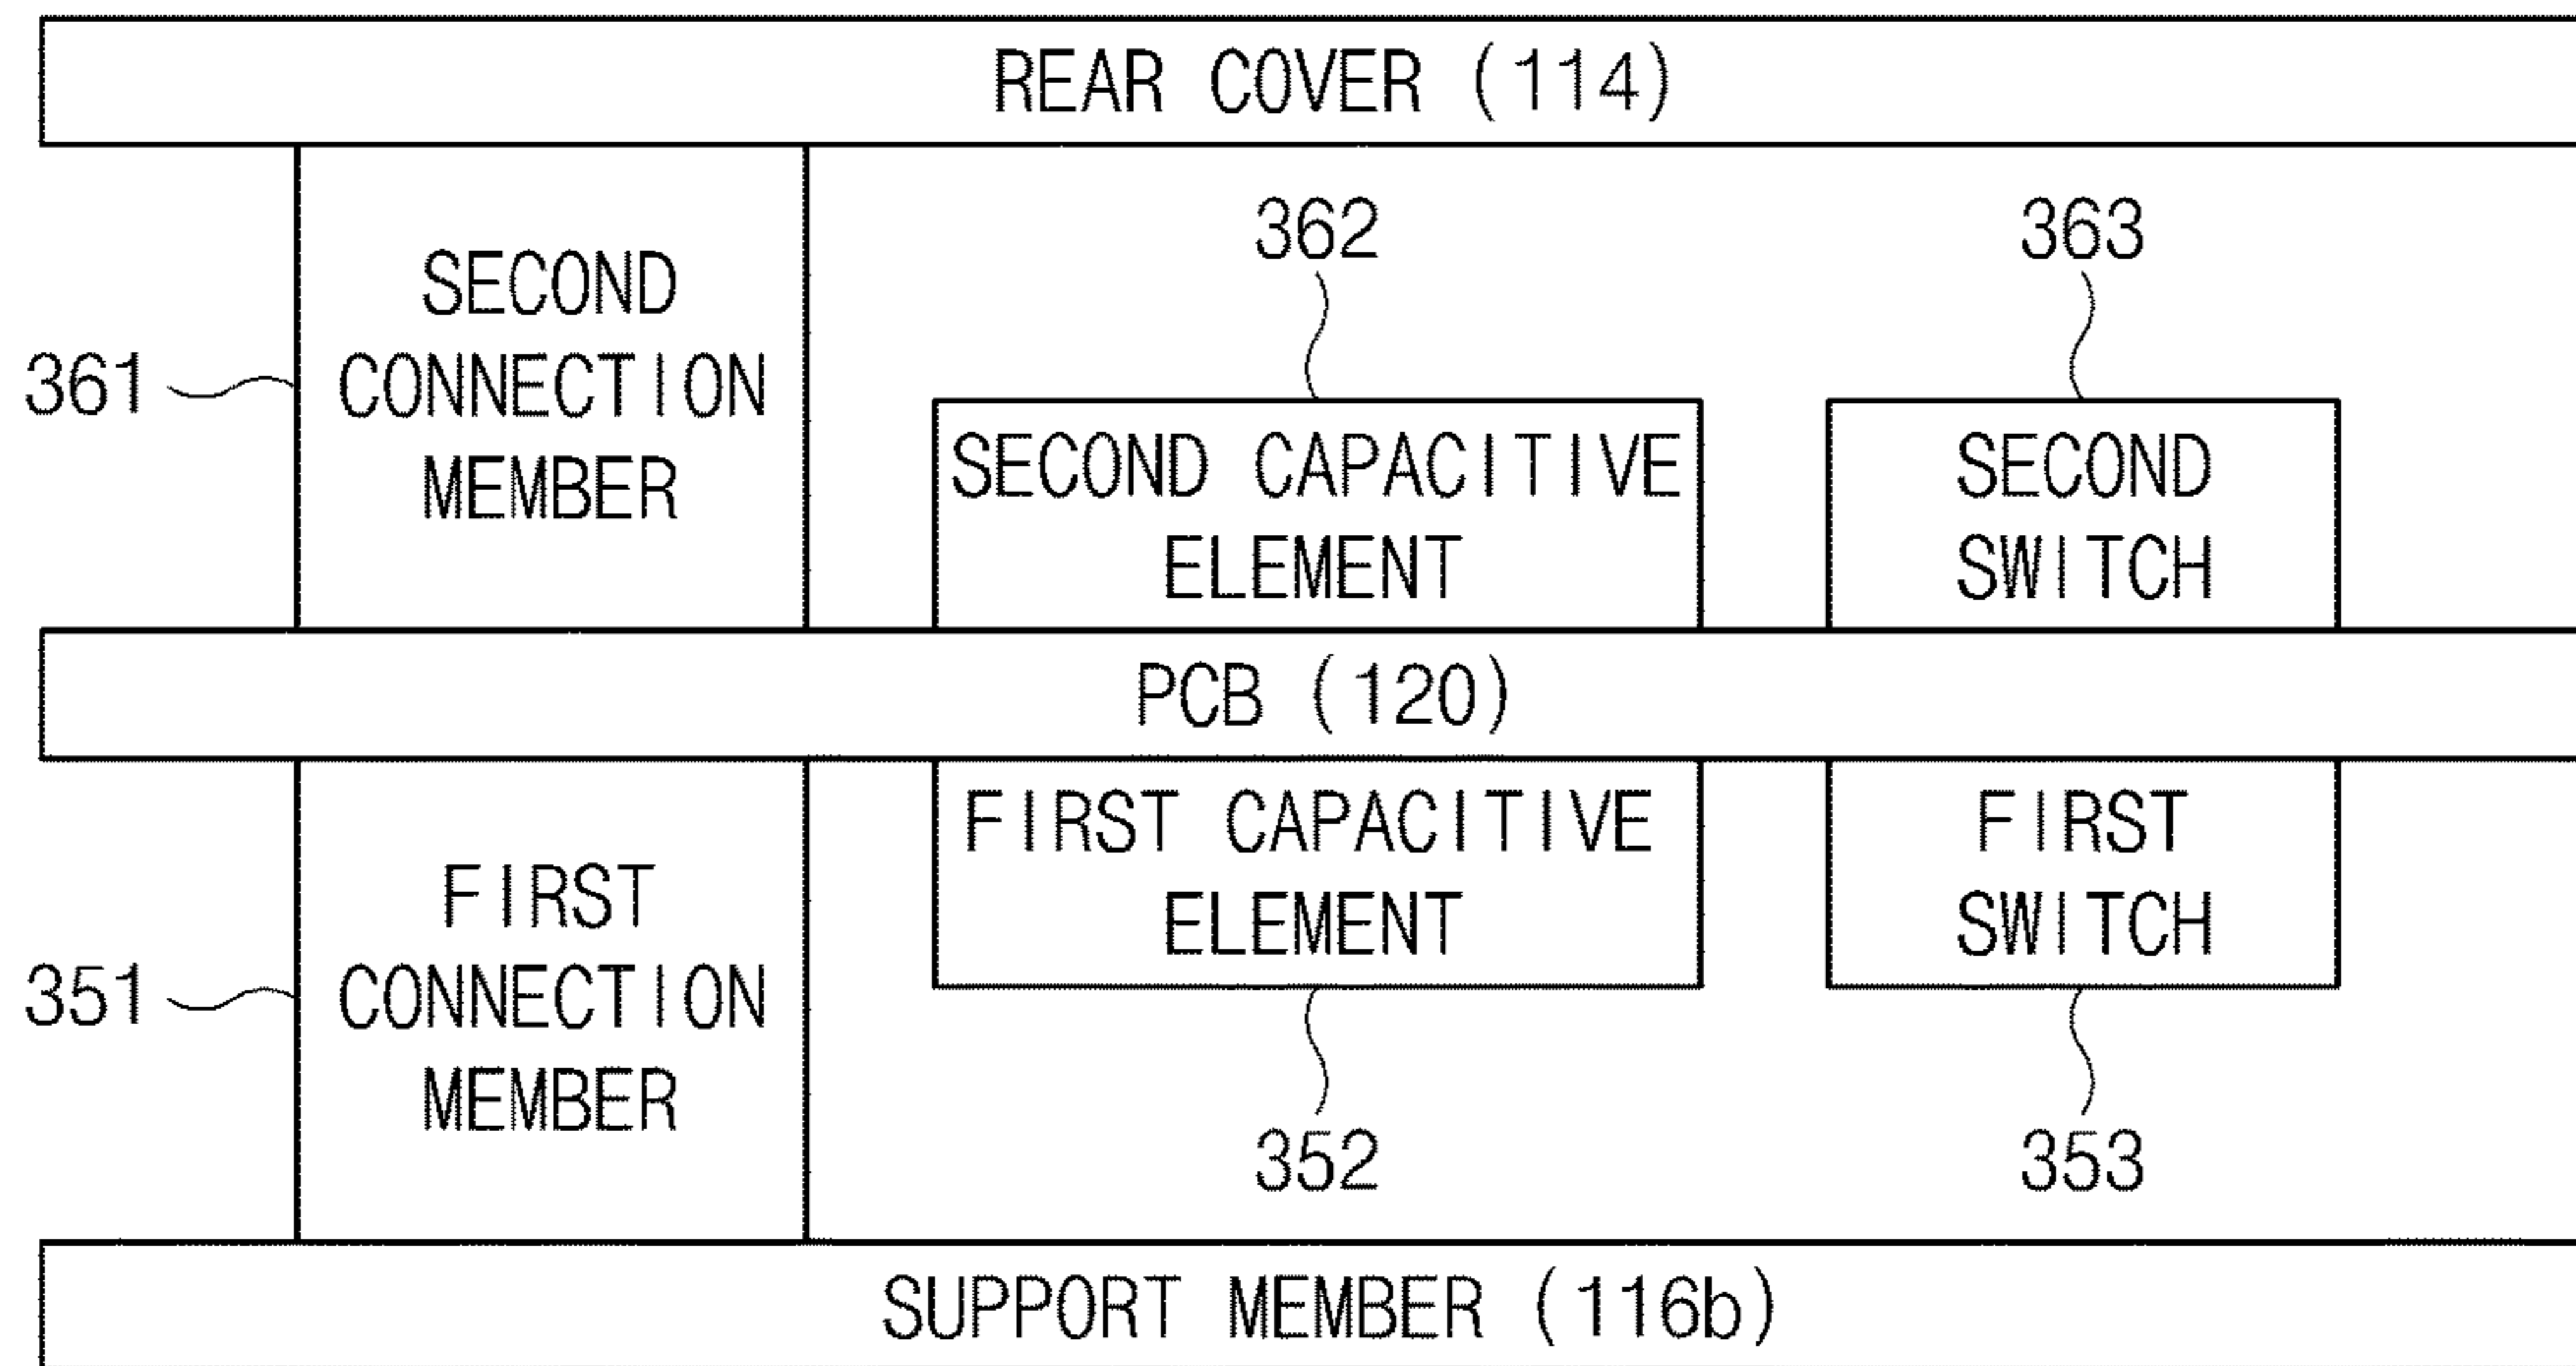 REAR COVER (114)
362
363
SECOND
CONNECTION
MEMBER
361
SECOND CAPACITIVE
ELEMENT
SECOND
SWITCH
PCB (120)
FIRST CAPACITIVE
ELEMENT
FIRST
SWITCH
FIRST
CONNECTION
MEMBER
351
352
353
SUPPORT MEMBER (116b)